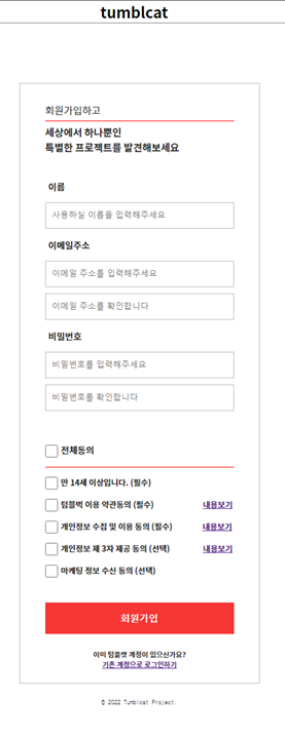 tumblcat
회원가입하고
세상에서 하나뿐인
특별한 프로젝트를 발견해보세요
이름
사용하실 이름을 입력해주세요
이메일주소
이메일 주소를 입력해주세요
이메일 주소를 확인합니다
비밀번호
비밀번호를 입력해주세요
비밀번호를 확인합니다
전체동의
만 14세 이상입니다. (필수)
텀블벅 이용 약관동의 (필수) 내용보기
개인정보 수집 및 이용 동의 (필수) 내용보기
개인정보 제 3자 제공 동의 (선택) 내용보기
마케팅 정보 수신 동의 (선택)
회원가입
이미 텀블캣 계정이 있으신가요?
기존 계정으로 로그인하기
© 2022 Tumblcat Project.